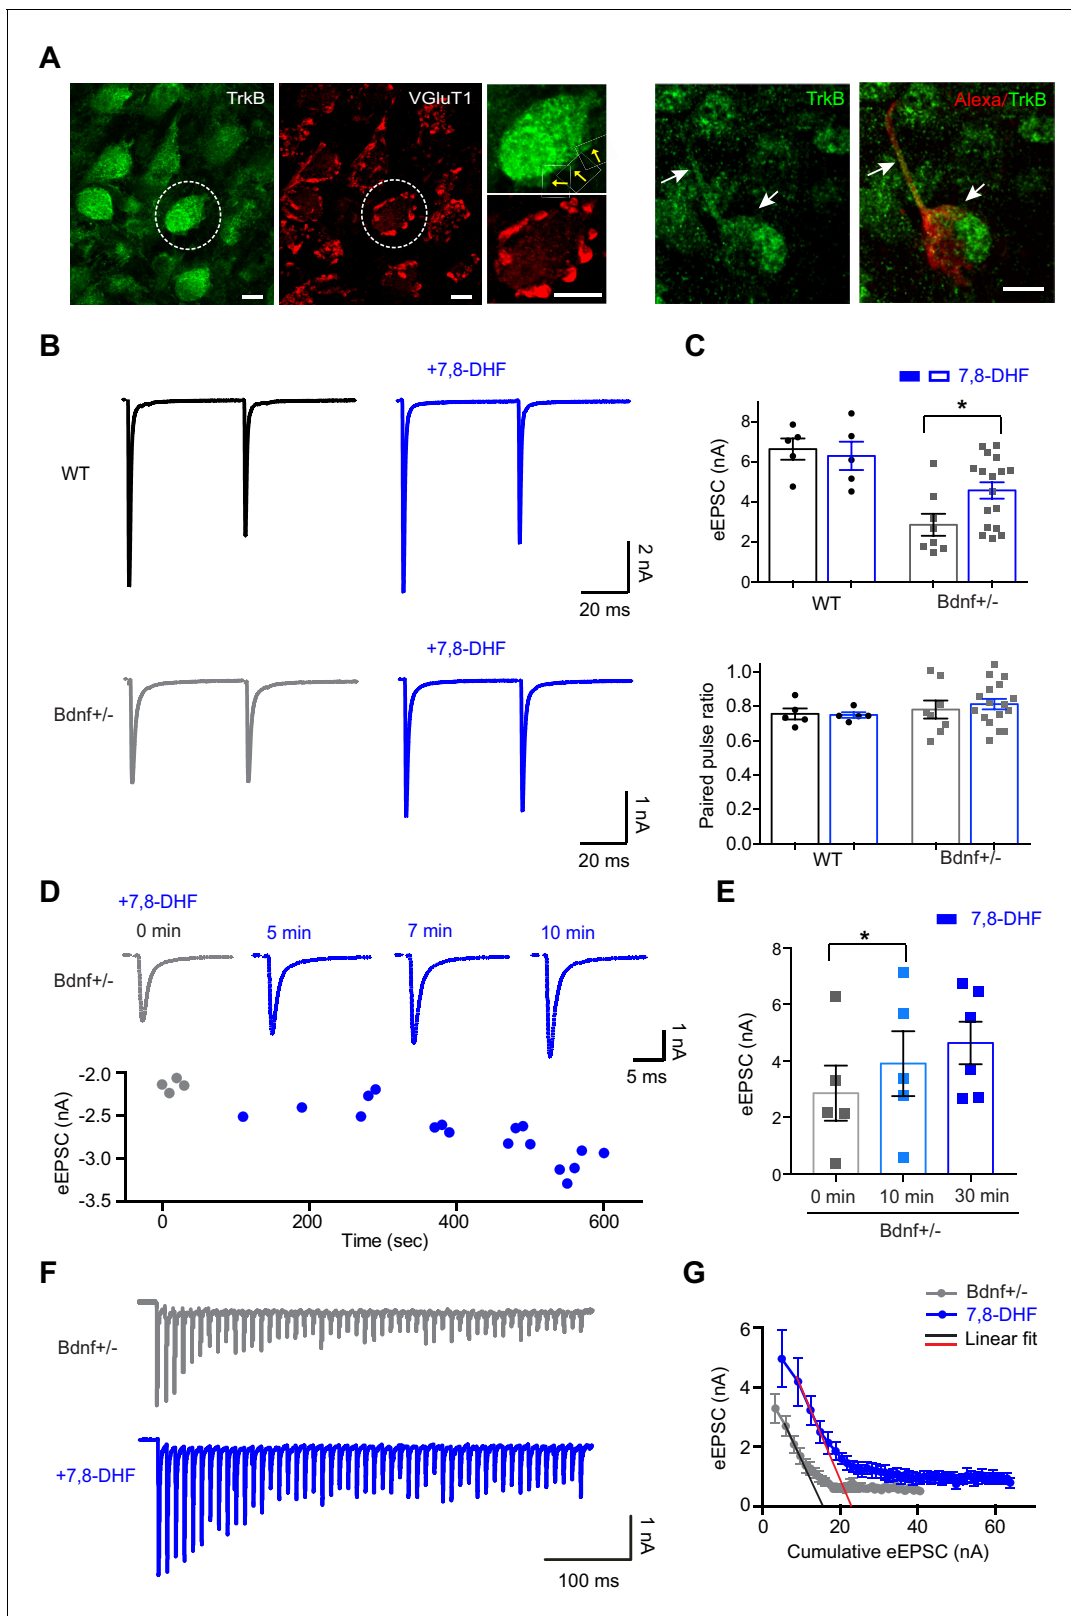 A
TrkB
VGluT1
TrkB
Alexa/TrkB
B
+7,8-DHF
WT
2 nA
20 ms
+7,8-DHF
Bdnf+/-
1 nA
20 ms
C
7,8-DHF
*
eEPSC (nA)
8
6
4
2
0
WT
Bdnf+/-
Paired pulse ratio
1.0
0.8
0.6
0.4
0.2
0.0
WT
Bdnf+/-
D
+7,8-DHF
0 min
5 min
7 min
10 min
Bdnf+/-
1 nA
5 ms
eEPSC (nA)
-2.0
-2.5
-3.0
-3.5
0
200
400
600
Time (sec)
E
7,8-DHF
*
eEPSC (nA)
8
6
4
2
0
0 min
10 min
30 min
Bdnf+/-
F
Bdnf+/-
+7,8-DHF
1 nA
100 ms
G
Bdnf+/-
7,8-DHF
Linear fit
eEPSC (nA)
6
4
2
0
0
20
40
60
Cumulative eEPSC (nA)